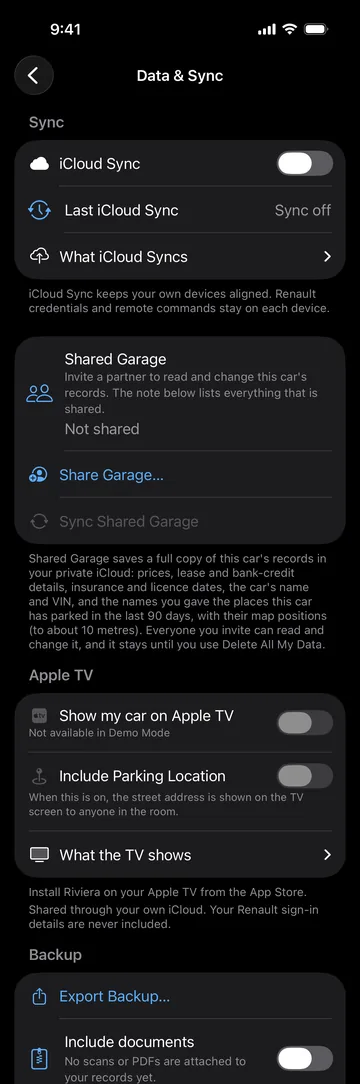 9:41
Data & Sync
Sync
iCloud Sync
Last iCloud Sync
Sync off
What iCloud Syncs
iCloud Sync keeps your own devices aligned. Renault
credentials and remote commands stay on each device.
Shared Garage
Invite a partner to read and change this car's
records. The note below lists everything that is
shared.
Not shared
Share Garage...
Sync Shared Garage
Shared Garage saves a full copy of this car's records in
your private iCloud: prices, lease and bank-credit
details, insurance and licence dates, the car's name
and VIN, and the names you gave the places this car
has parked in the last 90 days, with their map positions
(to about 10 metres). Everyone you invite can read and
change it, and it stays until you use Delete All My Data.
Apple TV
Show my car on Apple TV
Not available in Demo Mode
Include Parking Location
When this is on, the street address is shown on the TV
screen to anyone in the room.
What the TV shows
Install Riviera on your Apple TV from the App Store.
Shared through your own iCloud. Your Renault sign-in
details are never included.
Backup
Export Backup...
Include documents
No scans or PDFs are attached to
your records yet.